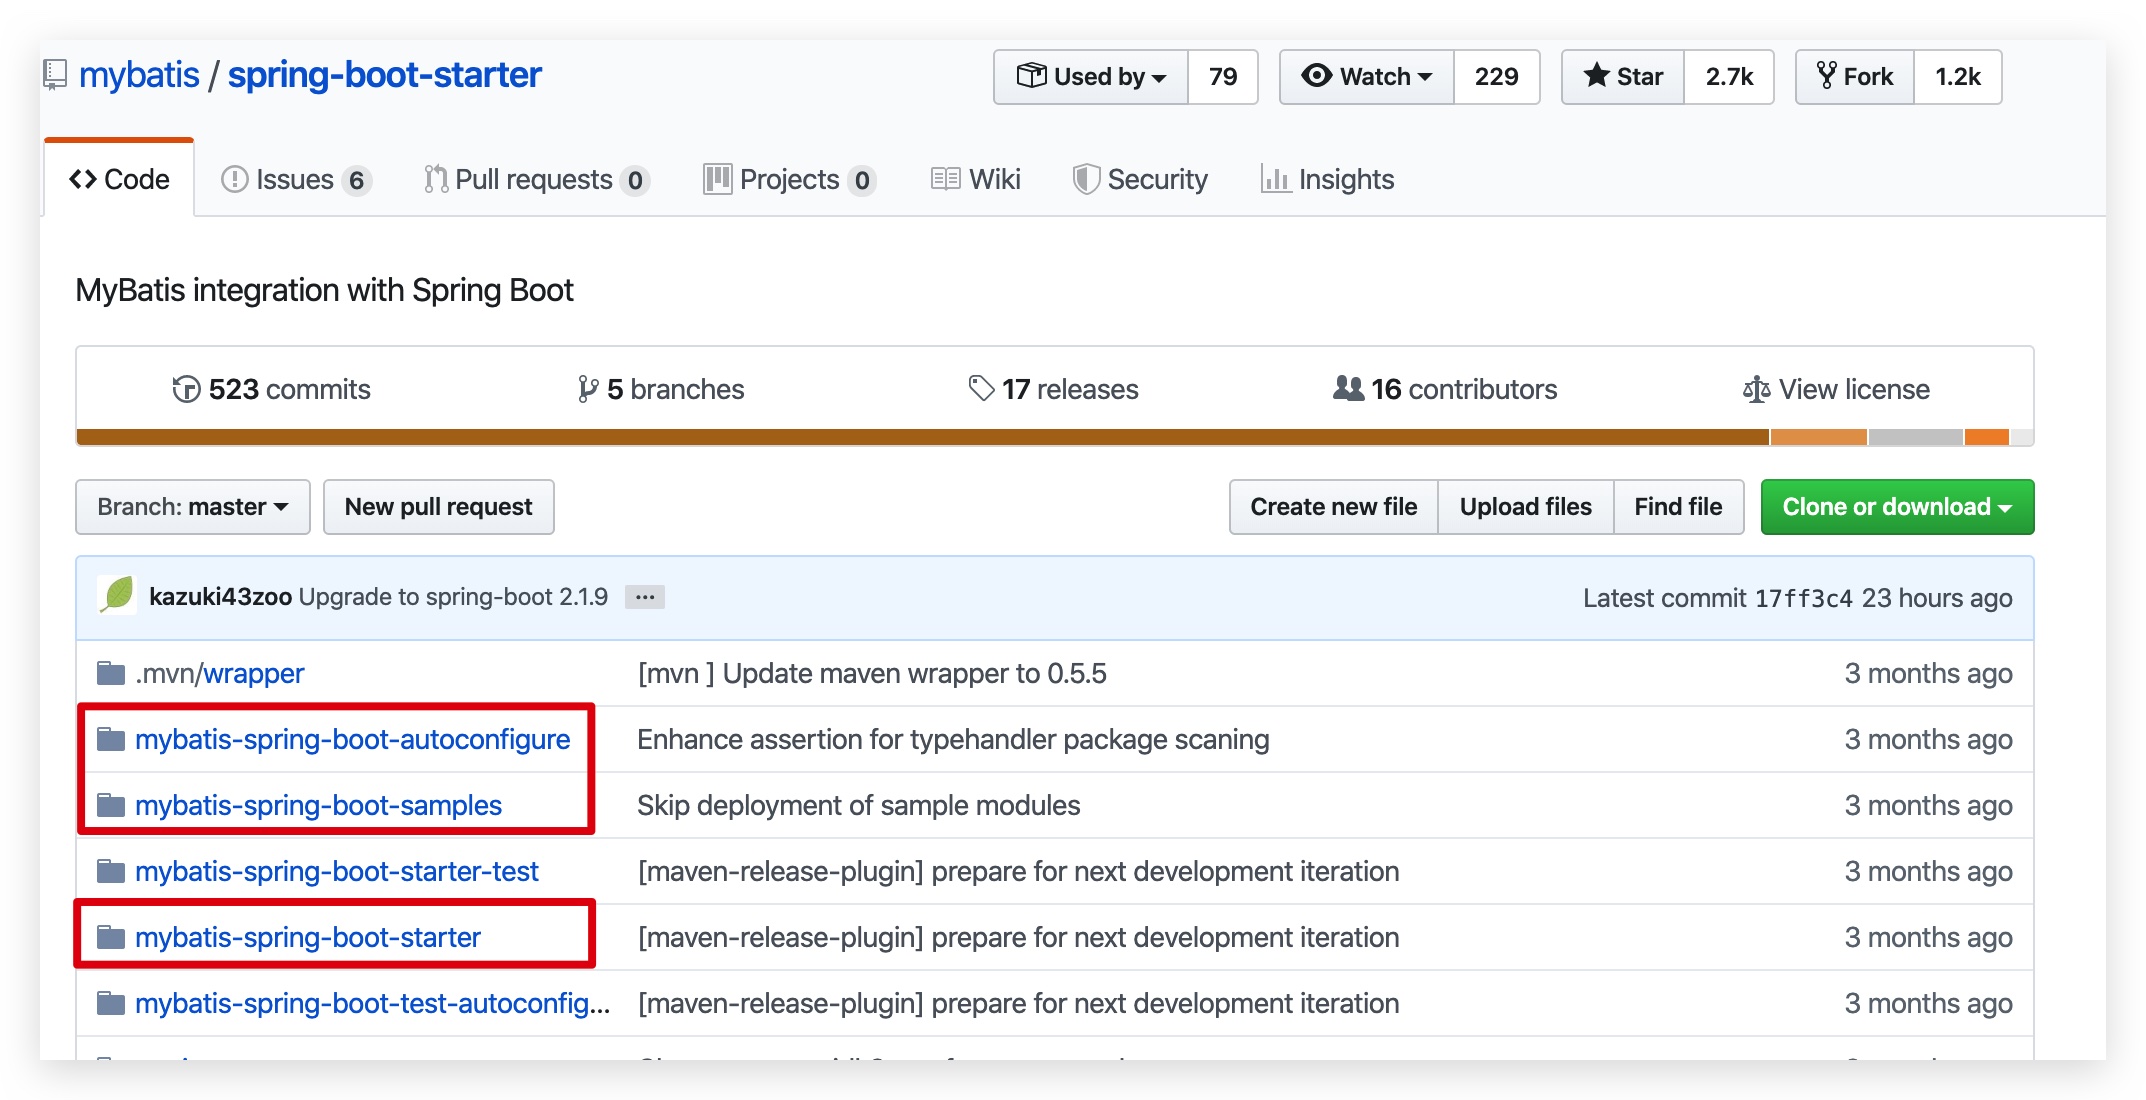 mybatis / spring-boot-starter
Used by 79 Watch 229 Star 2.7k Fork 1.2k
Code Issues 6 Pull requests 0 Projects 0 Wiki Security Insights
MyBatis integration with Spring Boot
523 commits 5 branches 17 releases 16 contributors View license
Branch: master New pull request Create new file Upload files Find file Clone or download
kazuki43zoo Upgrade to spring-boot 2.1.9 ... Latest commit 17ff3c4 23 hours ago
.mvn/wrapper [mvn ] Update maven wrapper to 0.5.5 3 months ago
mybatis-spring-boot-autoconfigure Enhance assertion for typehandler package scaning 3 months ago
mybatis-spring-boot-samples Skip deployment of sample modules 3 months ago
mybatis-spring-boot-starter-test [maven-release-plugin] prepare for next development iteration 3 months ago
mybatis-spring-boot-starter [maven-release-plugin] prepare for next development iteration 3 months ago
mybatis-spring-boot-test-autoconfig... [maven-release-plugin] prepare for next development iteration 3 months ago